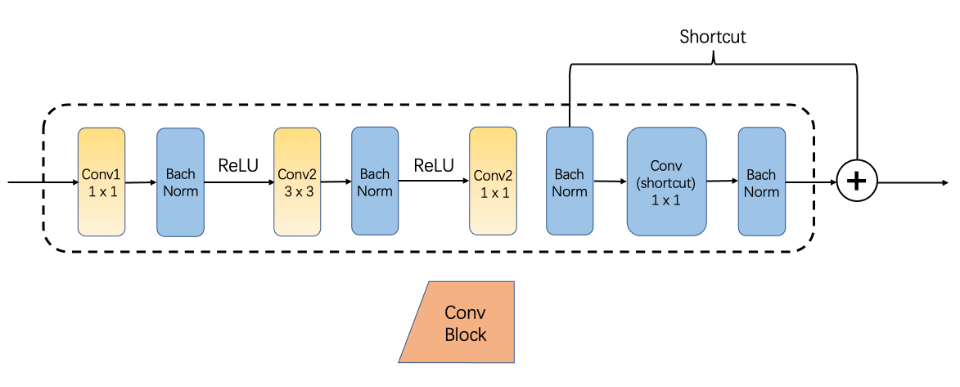 Shortcut
Conv1
1 x 1
Bach
Norm
ReLU
Conv2
3 x 3
Bach
Norm
ReLU
Conv2
1 x 1
Bach
Norm
Conv
(shortcut)
1 x 1
Bach
Norm
+
Conv
Block